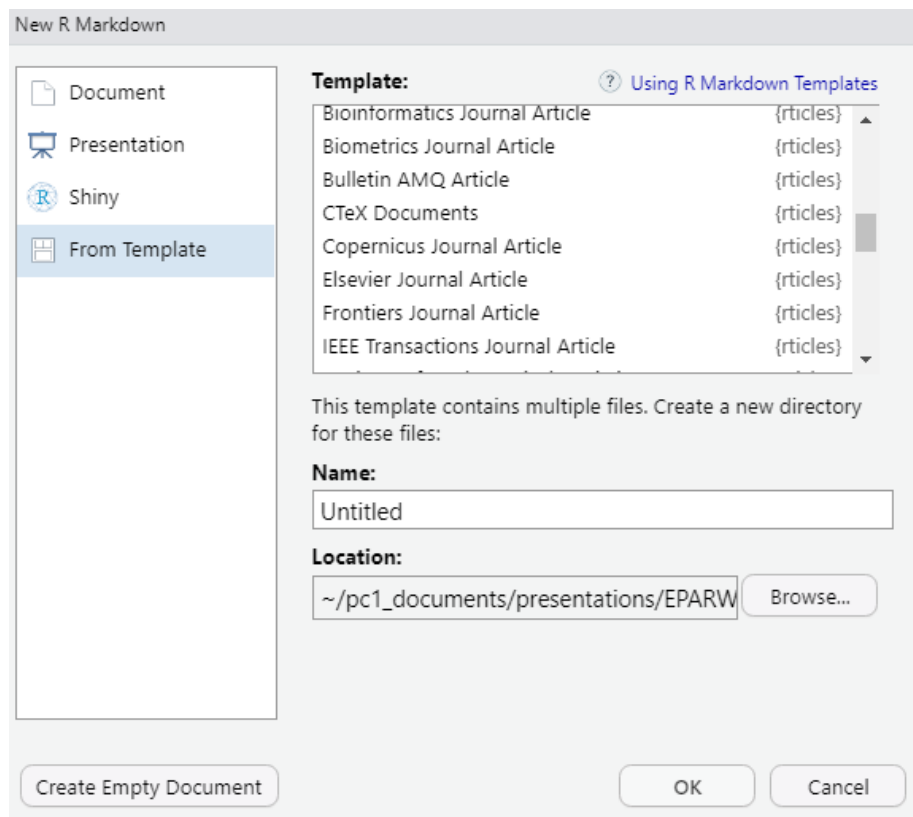 New R Markdown
Document
Presentation
Shiny
From Template
Template:
? Using R Markdown Templates
Bioinformatics Journal Article {rticles}
Biometrics Journal Article {rticles}
Bulletin AMQ Article {rticles}
CTeX Documents {rticles}
Copernicus Journal Article {rticles}
Elsevier Journal Article {rticles}
Frontiers Journal Article {rticles}
IEEE Transactions Journal Article {rticles}
This template contains multiple files. Create a new directory
for these files:
Name:
Untitled
Location:
~/pc1_documents/presentations/EPARW
Browse...
Create Empty Document
OK
Cancel